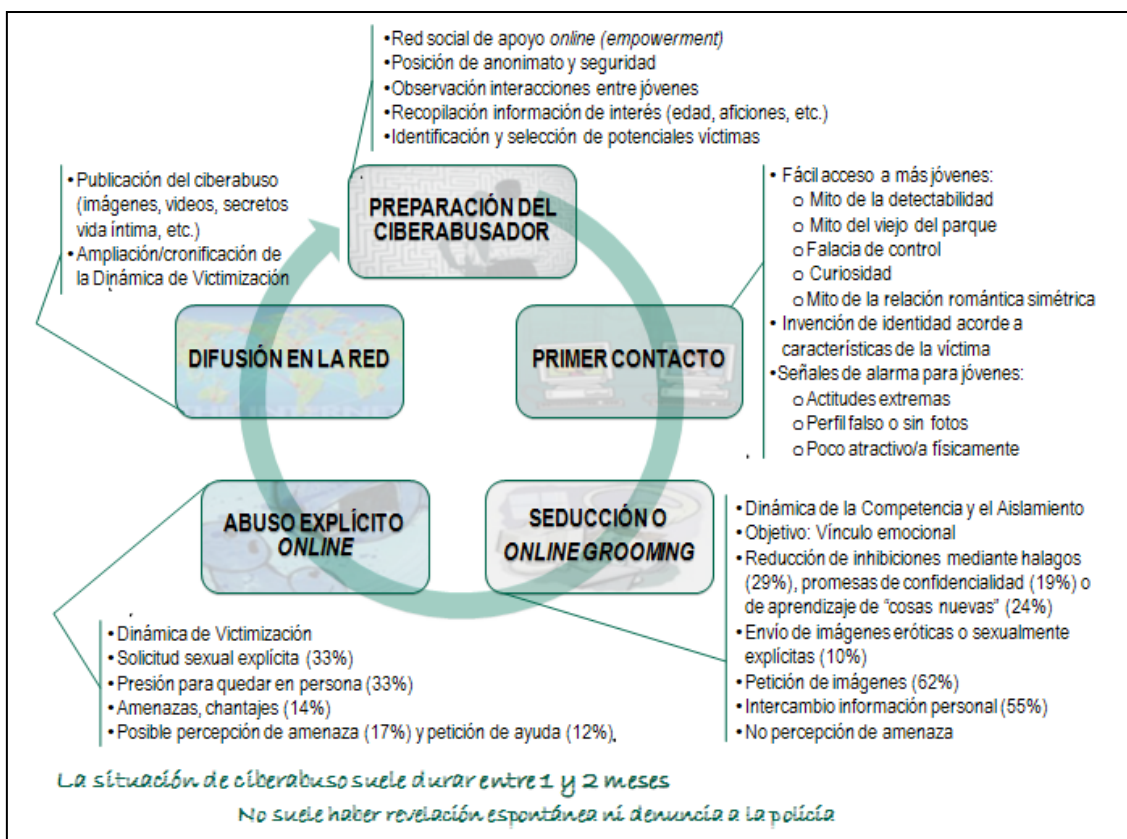 •Red social de apoyo online (empowerment)
•Posición de anonimato y seguridad
•Observación interacciones entre jóvenes
•Recopilación información de interés (edad, aficiones, etc.)
•Identificación y selección de potenciales víctimas
PREPARACIÓN DEL
CIBERABUSADOR
• Fácil acceso a más jóvenes:
o Mito de la detectabilidad
o Mito del viejo del parque
o Falacia de control
o Curiosidad
o Mito de la relación romántica simétrica
• Invención de identidad acorde a
características de la víctima
•Señales de alarma para jóvenes:
o Actitudes extremas
o Perfil falso o sin fotos
o Poco atractivo/a físicamente
PRIMER CONTACTO
SEDUCCIÓN O
ONLINE GROOMING
•Dinámica de la Competencia y el Aislamiento
•Objetivo: Vínculo emocional
•Reducción de inhibiciones mediante halagos
(29%), promesas de confidencialidad (19%) o
de aprendizaje de “cosas nuevas” (24%)
•Envío de imágenes eróticas o sexualmente
explícitas (10%)
•Petición de imágenes (62%)
•Intercambio información personal (55%)
•No percepción de amenaza
ABUSO EXPLÍCITO
ONLINE
• Dinámica de Victimización
• Solicitud sexual explícita (33%)
• Presión para quedar en persona (33%)
• Amenazas, chantajes (14%)
• Posible percepción de amenaza (17%) y petición de ayuda (12%).
DIFUSIÓN EN LA RED
• Publicación del ciberabuso
(imágenes, videos, secretos
vida íntima, etc.)
• Ampliación/cronificación de
la Dinámica de Victimización
La situación de ciberabuso suele durar entre 1 y 2 meses
No suele haber revelación espontánea ni denuncia a la policía